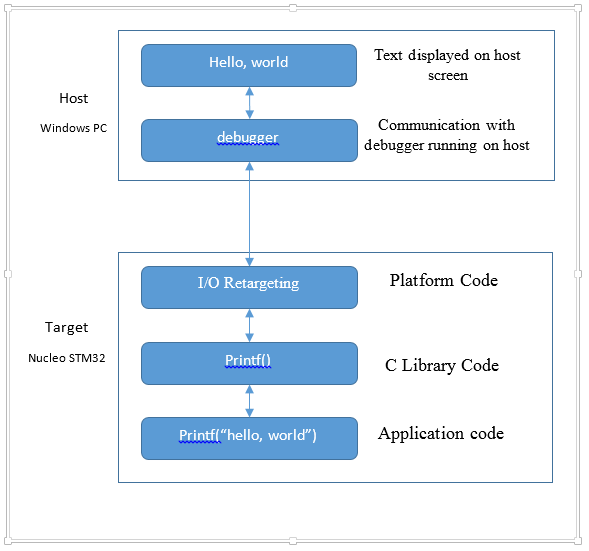 Hello, world
Text displayed on host
screen
Host
Windows PC
debugger
Communication with
debugger running on host
I/O Retargeting
Platform Code
Target
Nucleo STM32
Printf()
C Library Code
Printf(“hello, world”)
Application code